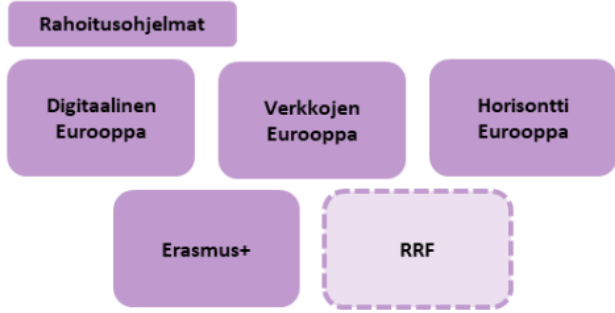 Rahoitusohjelmat
Digitaalinen
Eurooppa
Verkkojen
Eurooppa
Horisontti
Eurooppa
Erasmus+
RRF